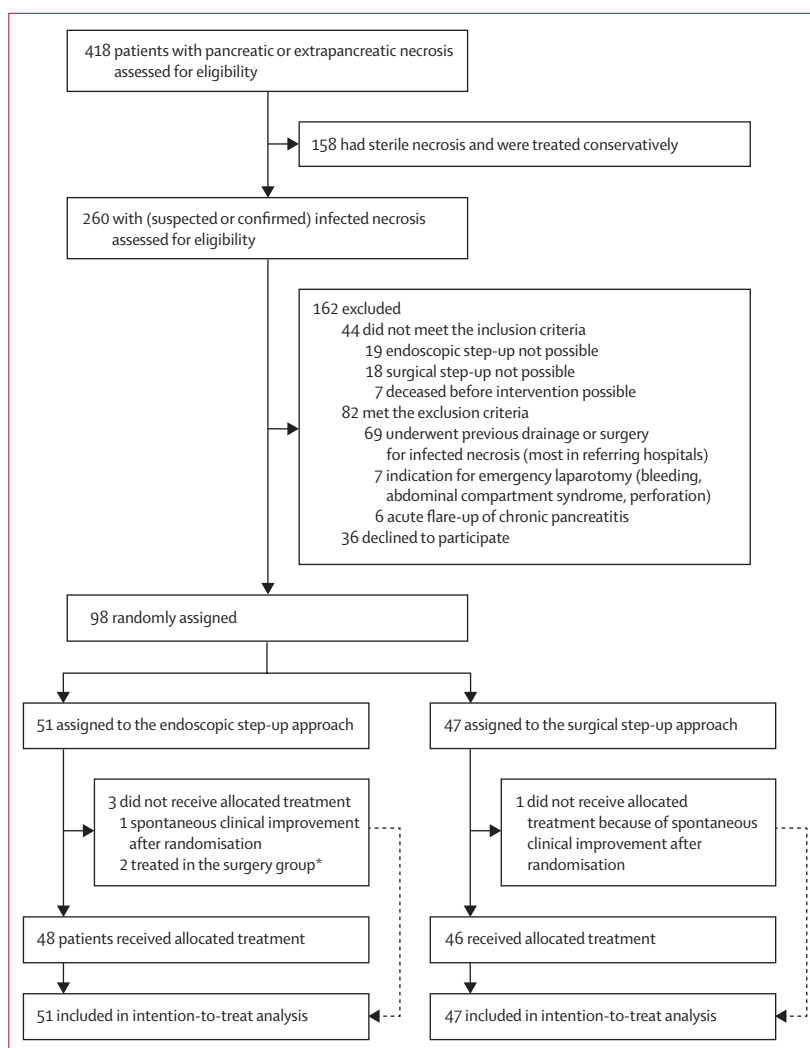 418 patients with pancreatic or extrapancreatic necrosis
assessed for eligibility
158 had sterile necrosis and were treated conservatively
260 with (suspected or confirmed) infected necrosis
assessed for eligibility
162 excluded
44 did not meet the inclusion criteria
19 endoscopic step-up not possible
18 surgical step-up not possible
7 deceased before intervention possible
82 met the exclusion criteria
69 underwent previous drainage or surgery
for infected necrosis (most in referring hospitals)
7 indication for emergency laparotomy (bleeding,
abdominal compartment syndrome, perforation)
6 acute flare-up of chronic pancreatitis
36 declined to participate
98 randomly assigned
51 assigned to the endoscopic step-up approach
47 assigned to the surgical step-up approach
3 did not receive allocated treatment
1 spontaneous clinical improvement
after randomisation
2 treated in the surgery group*
1 did not receive allocated
treatment because of spontaneous
clinical improvement after
randomisation
48 patients received allocated treatment
46 received allocated treatment
51 included in intention-to-treat analysis
47 included in intention-to-treat analysis